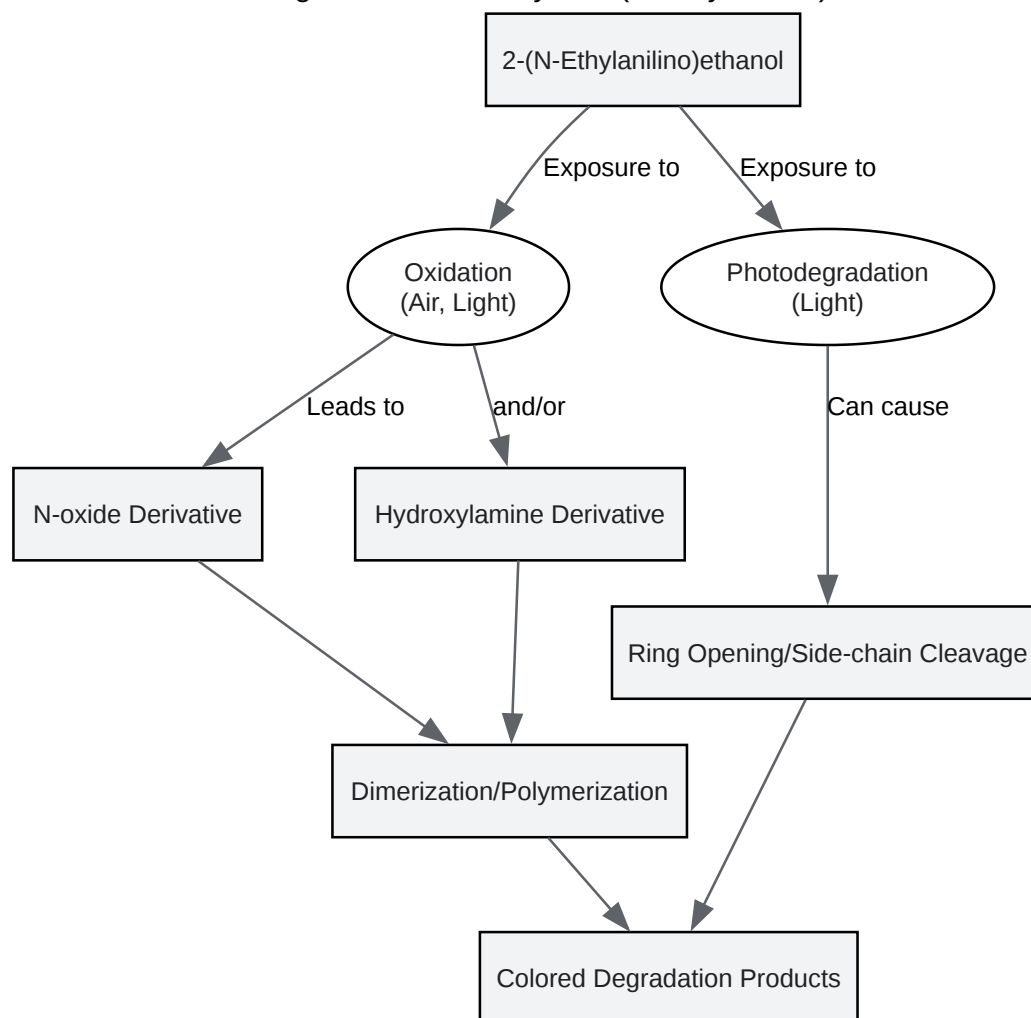 2-(N-Ethylanilino)ethanol
Exposure to
Exposure to
Oxidation
(Air, Light)
Photodegradation
(Light)
Leads to
and/or
Can cause
N-oxide Derivative
Hydroxylamine Derivative
Ring Opening/Side-chain Cleavage
Dimerization/Polymerization
Colored Degradation Products